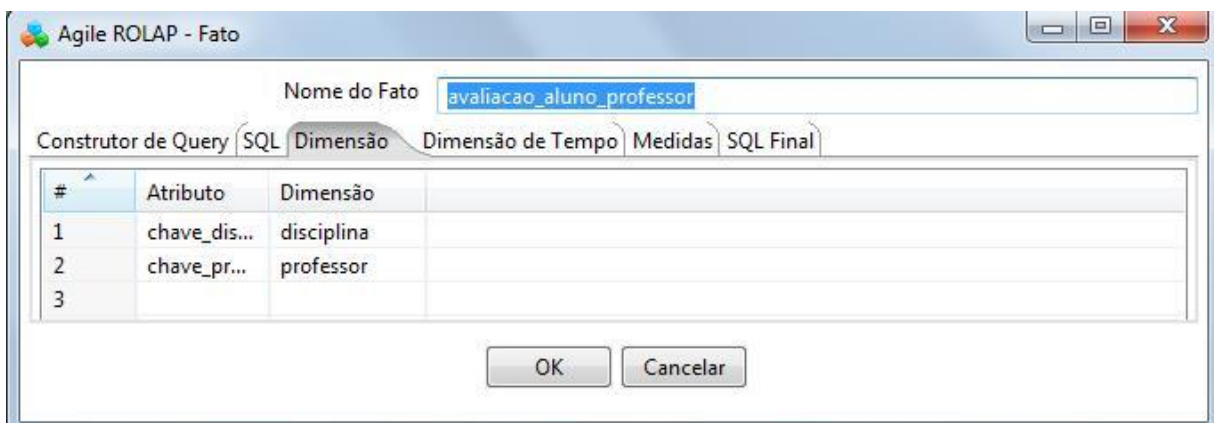 Agile ROLAP - Fato
Nome do Fato avaliacao_aluno_professor
Construtor de Query SQL Dimensão Dimensão de Tempo Medidas SQL Final
# Atributo Dimensão
1 chave_dis... disciplina
2 chave_pr... professor
3
OK Cancelar